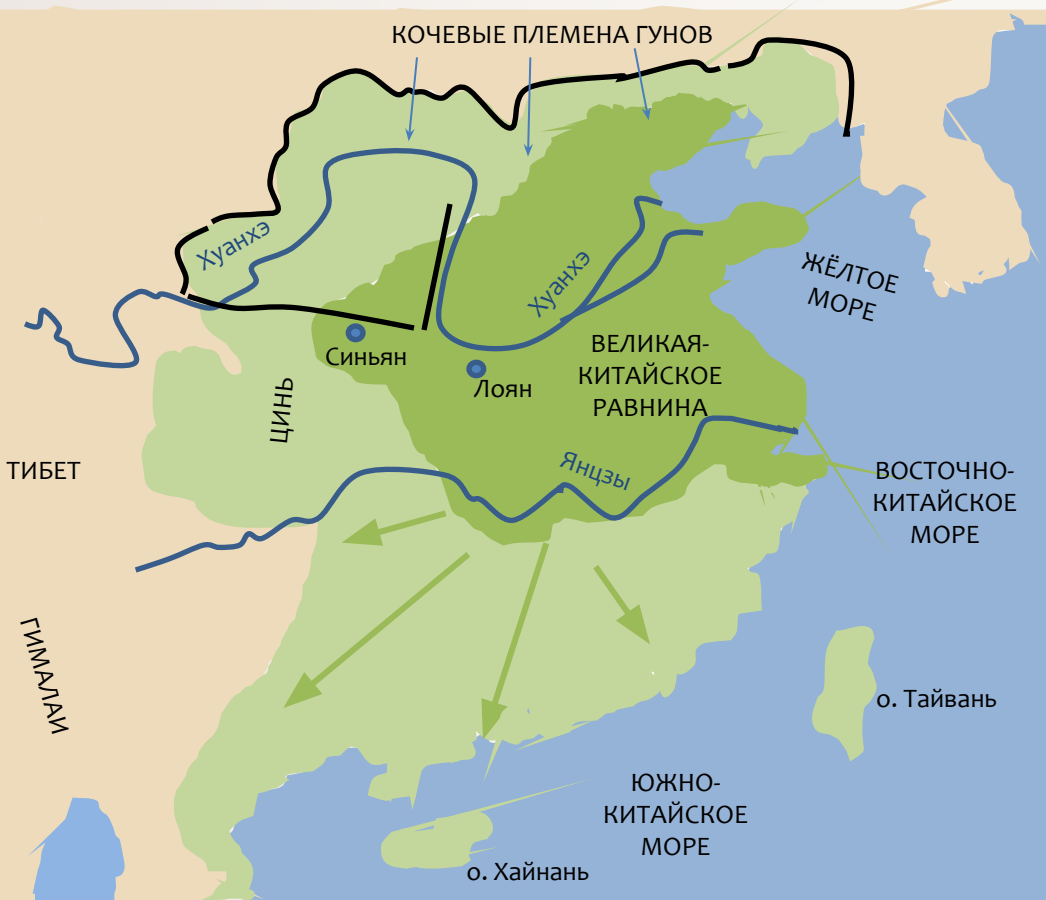 КОЧЕВЫЕ ПЛЕМЕНА ГУНОВ
Хуанхэ
Хуанхэ
ЖЁЛТОЕ
МОРЕ
Синьян
Лоян
ВЕЛИКАЯ-
КИТАЙСКОЕ
РАВНИНА
ЦИНЬ
ТИБЕТ
Янцзы
ВОСТОЧНО-
КИТАЙСКОЕ
МОРЕ
ГИМАЛАИ
о. Тайвань
ЮЖНО-
КИТАЙСКОЕ
МОРЕ
о. Хайнань